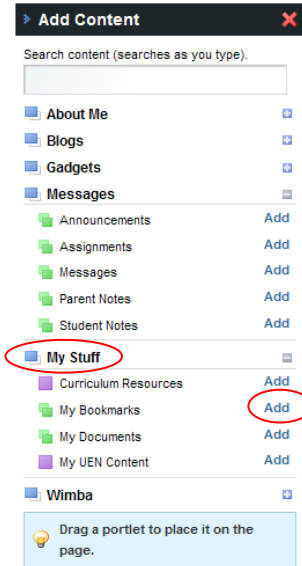 Add Content
Search content (searches as you type).
About Me
Blogs
Gadgets
Messages
Announcements Add
Assignments Add
Messages Add
Parent Notes Add
Student Notes Add
My Stuff
Curriculum Resources Add
My Bookmarks Add
My Documents Add
My UEN Content Add
Wimba
Drag a portlet to place it on the
page.